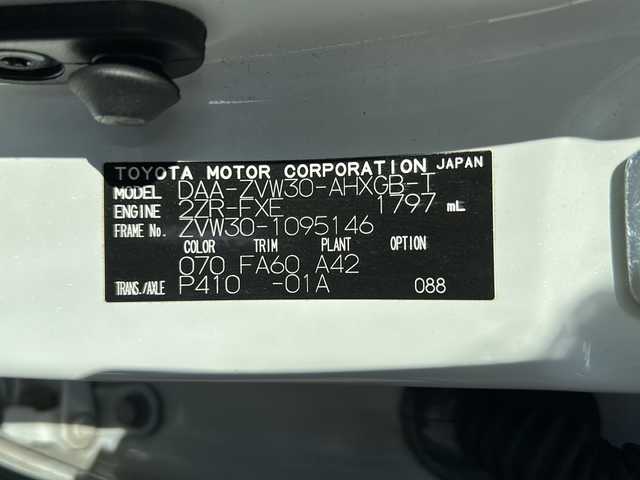 TOYOTA MOTOR CORPORATION JAPAN
MODEL DAA-ZVW30-AHXGB-T
ENGINE 2ZR-FXE 1797 mL
FRAME No. ZVW30-1095146
COLOR TRIM PLANT OPTION
070 FA60 A42
TRANS./AXLE P410 -01A 088